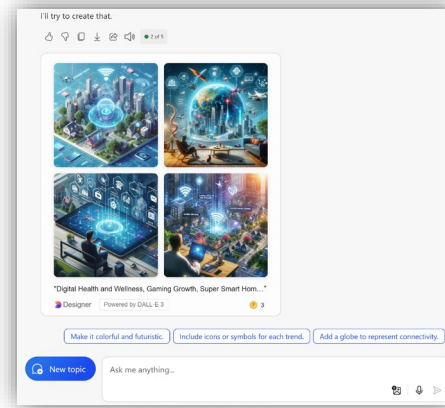 I'll try to create that.
2 of 5
"Digital Health and Wellness, Gaming Growth, Super Smart Hom..."
Designer Powered by DALL·E 3 3
Make it colorful and futuristic. Include icons or symbols for each trend. Add a globe to represent connectivity.
New topic Ask me anything...